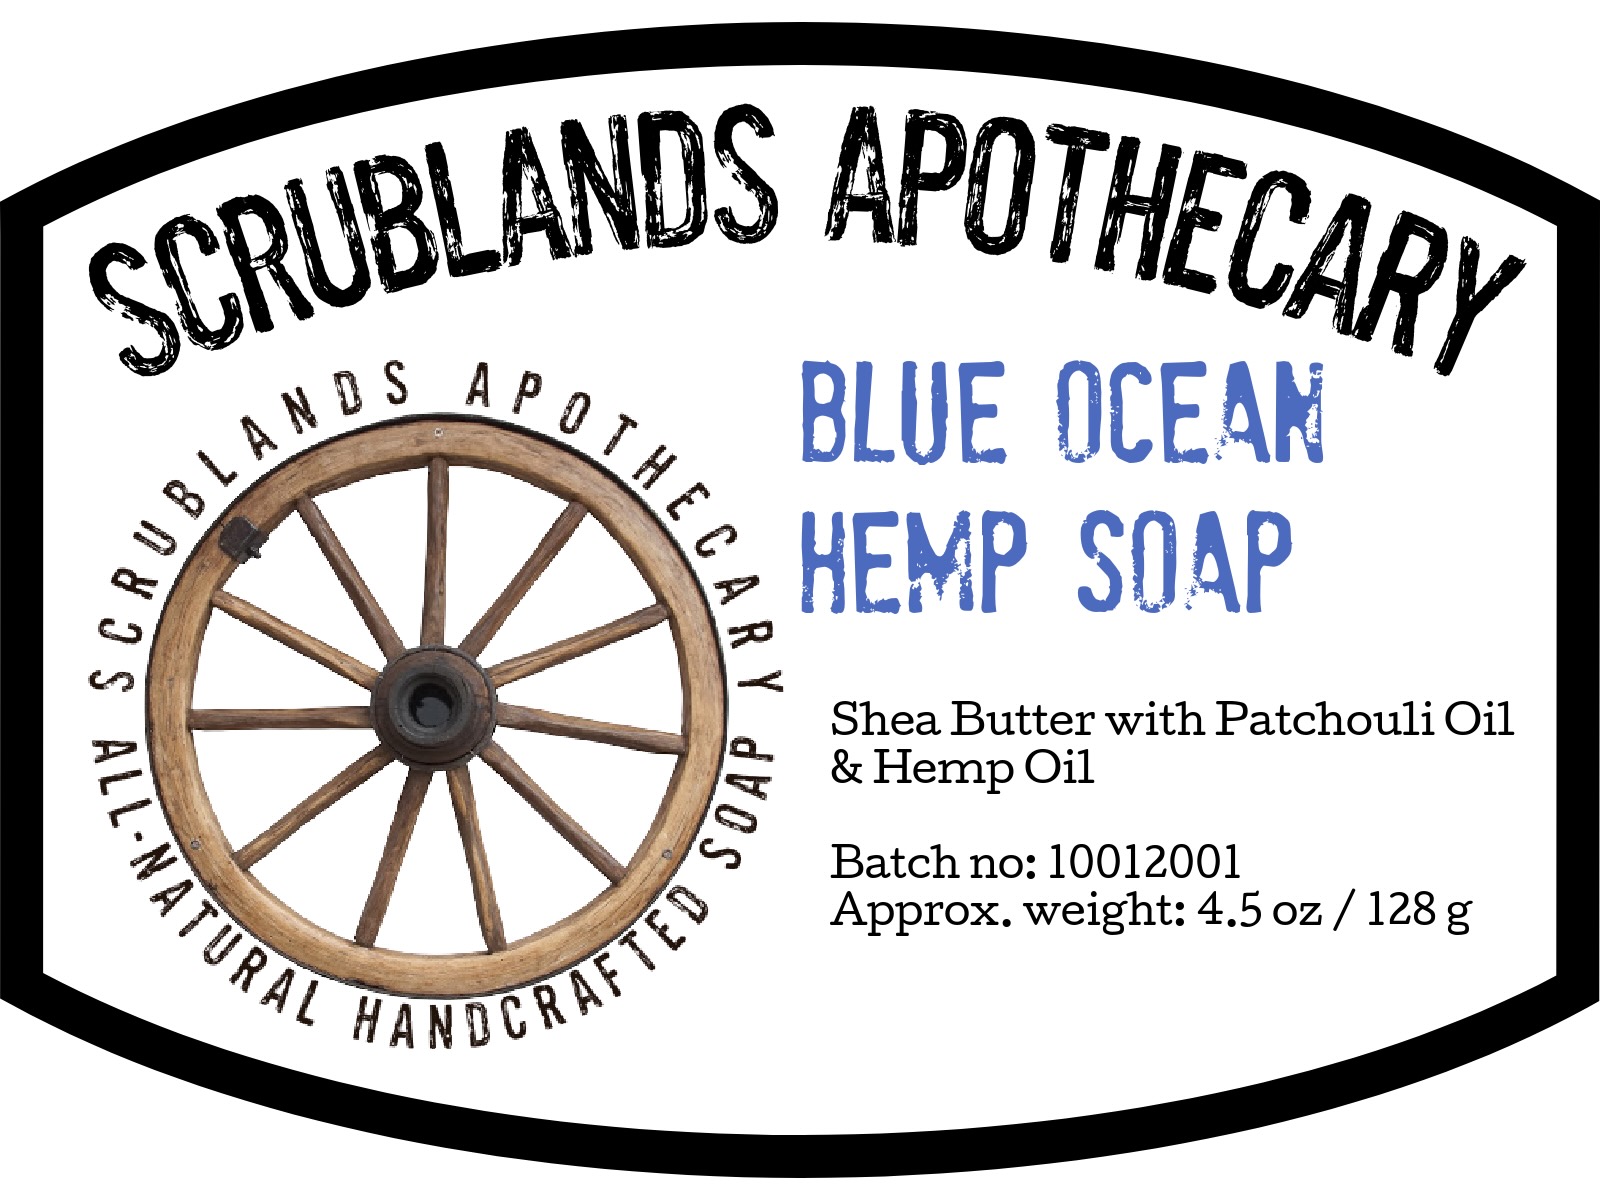 SCRUBLANDS APOTHECARY
SCRUBLANDS APOTHECARY
ALL-NATURAL HANDCRAFTED SOAP
BLUE OCEAN
HEMP SOAP
Shea Butter with Patchouli Oil
& Hemp Oil
Batch no: 10012001
Approx. weight: 4.5 oz / 128 g